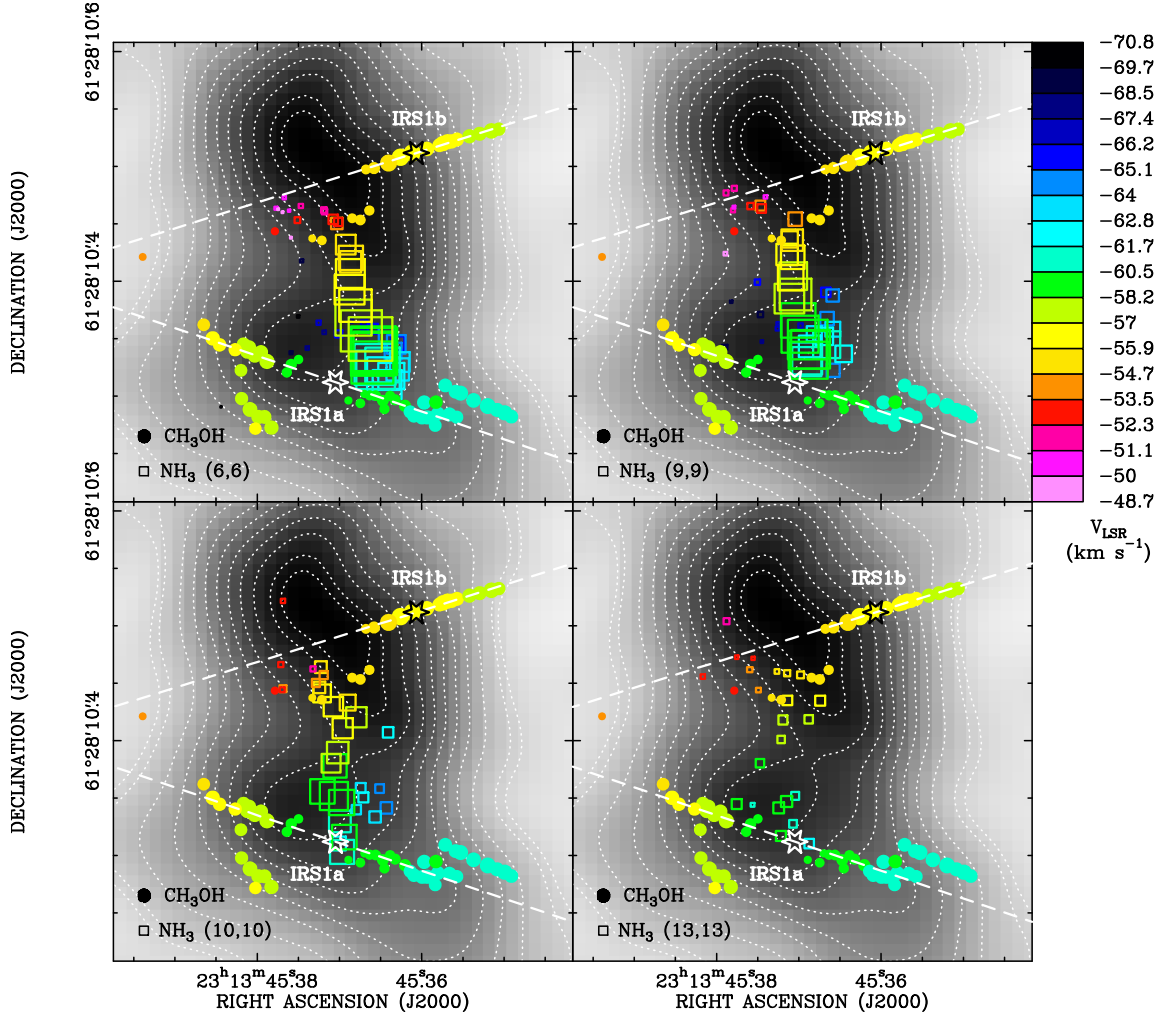 61°28′10″.6
IRS1b
IRS1b
DECLINATION (J2000)
61°28′10″.4
IRS1a
IRS1a
CH₃OH
CH₃OH
NH₃ (6,6)
NH₃ (9,9)
−70.8
−69.7
−68.5
−67.4
−66.2
−65.1
−64
−62.8
−61.7
−60.5
−58.2
−57
−55.9
−54.7
−53.5
−52.3
−51.1
−50
−48.7
V_LSR
(km s⁻¹)
61°28′10″.6
IRS1b
IRS1b
DECLINATION (J2000)
61°28′10″.4
IRS1a
IRS1a
CH₃OH
CH₃OH
NH₃ (10,10)
NH₃ (13,13)
23ʰ13ᵐ45ˢ.38
45ˢ.36
23ʰ13ᵐ45ˢ.38
45ˢ.36
RIGHT ASCENSION (J2000)
RIGHT ASCENSION (J2000)